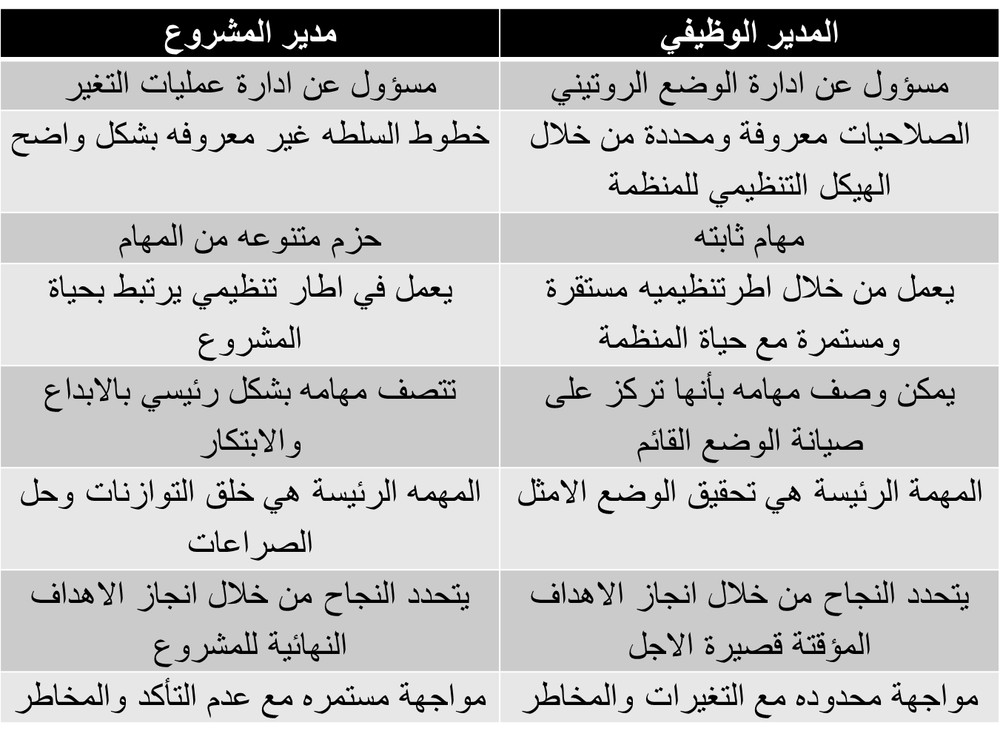 المدير الوظيفي
مدير المشروع
مسؤول عن ادارة الوضع الروتيني
مسؤول عن ادارة عمليات التغير
الصلاحيات معروفة ومحددة من خلال
الهيكل التنظيمي للمنظمة
خطوط السلطه غير معروفه بشكل واضح
مهام ثابته
حزم متنوعه من المهام
يعمل من خلال اطرتنظيميه مستقرة
ومستمرة مع حياة المنظمة
يعمل في اطار تنظيمي يرتبط بحياة
المشروع
يمكن وصف مهامه بأنها تركز على
صيانة الوضع القائم
تتصف مهامه بشكل رئيسي بالابداع
والابتكار
المهمة الرئيسة هي تحقيق الوضع الامثل
المهمه الرئيسة هي خلق التوازنات وحل
الصراعات
يتحدد النجاح من خلال انجاز الاهداف
المؤقتة قصيرة الاجل
يتحدد النجاح من خلال انجاز الاهداف
النهائية للمشروع
مواجهة محدوده مع التغيرات والمخاطر
مواجهة مستمره مع عدم التأكد والمخاطر